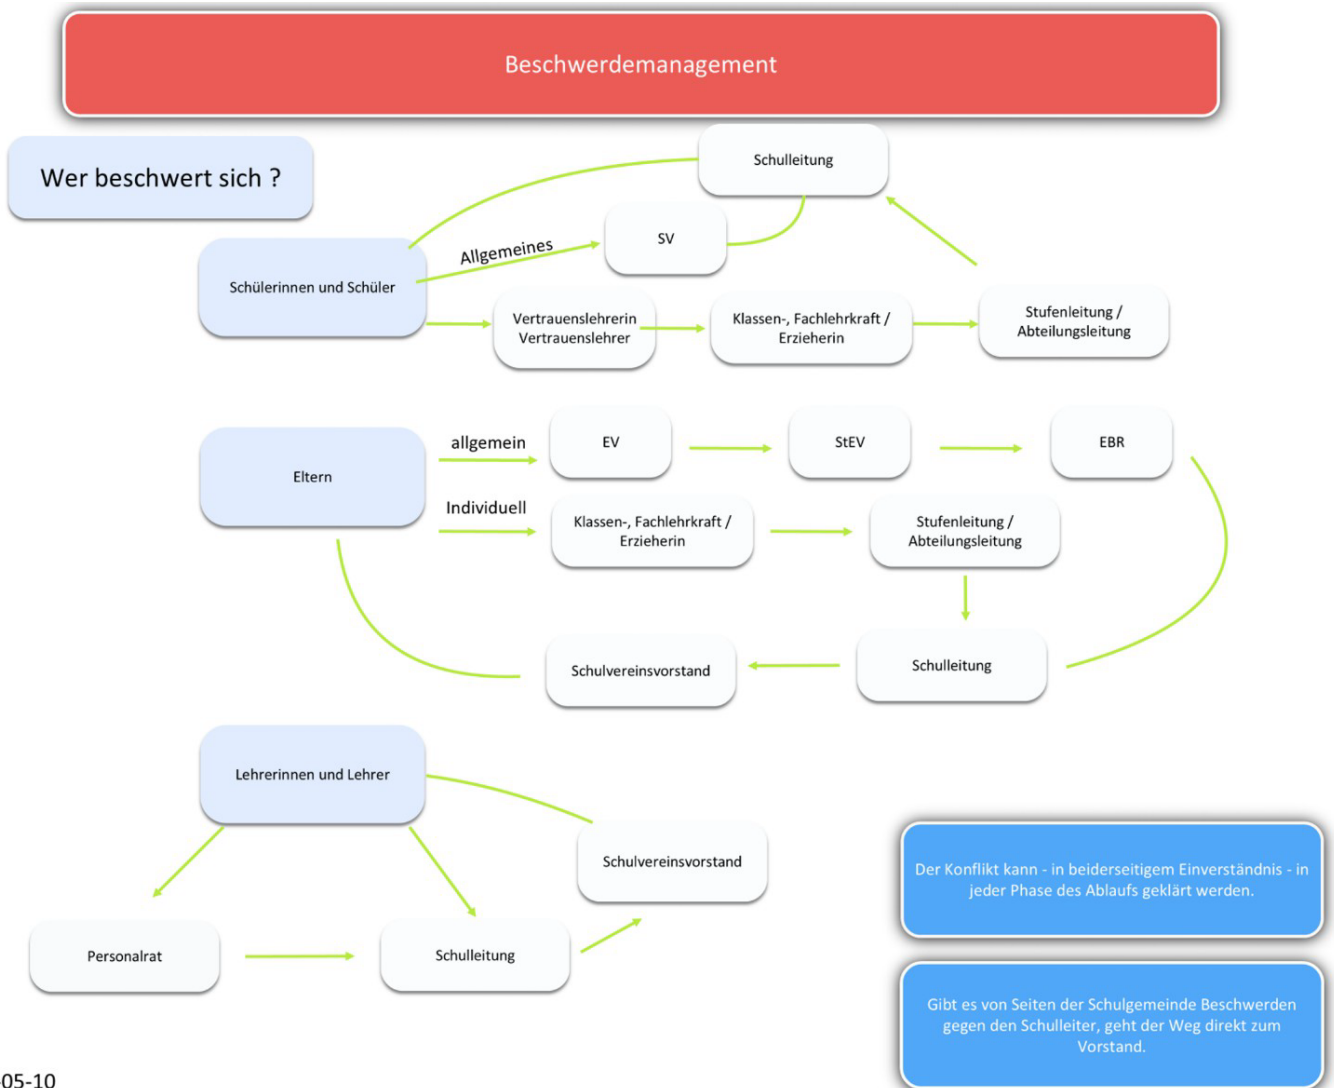 Beschwerdemanagement
Wer beschwert sich ?
Schulleitung
SV
Allgemeines
Schülerinnen und Schüler
Vertrauenslehrerin
Vertrauenslehrer
Klassen-, Fachlehrkraft /
Erzieherin
Stufenleitung /
Abteilungsleitung
allgemein
EV
StEV
EBR
Eltern
Individuell
Klassen-, Fachlehrkraft /
Erzieherin
Stufenleitung /
Abteilungsleitung
Schulvereinsvorstand
Schulleitung
Lehrerinnen und Lehrer
Schulvereinsvorstand
Personalrat
Schulleitung
Der Konflikt kann - in beiderseitigem Einverständnis - in
jeder Phase des Ablaufs geklärt werden.
Gibt es von Seiten der Schulgemeinde Beschwerden
gegen den Schulleiter, geht der Weg direkt zum
Vorstand.
-05-10